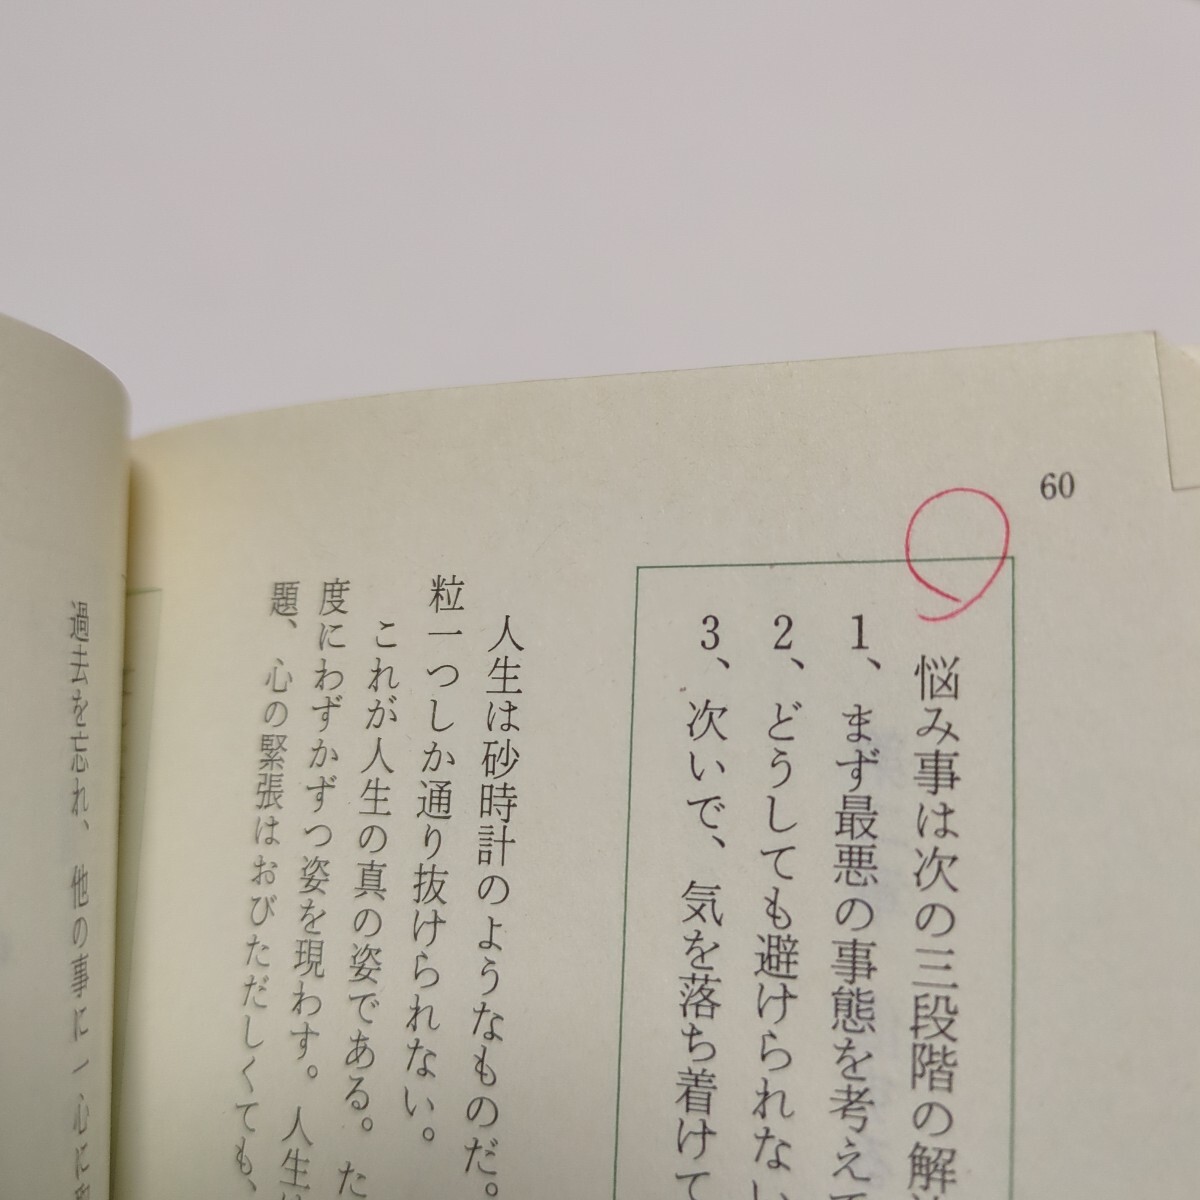 60
悩み事は次の三段階の解
1、まず最悪の事態を考えて
2、どうしても避けられない
3、次いで、気を落ち着けて
人生は砂時計のようなものだ。
粒一つしか通り抜けられない。
これが人生の真の姿である。た
度にわずかずつ姿を現わす。人生
題、心の緊張はおびただしくても、
過去を忘れ、他の事に一心に